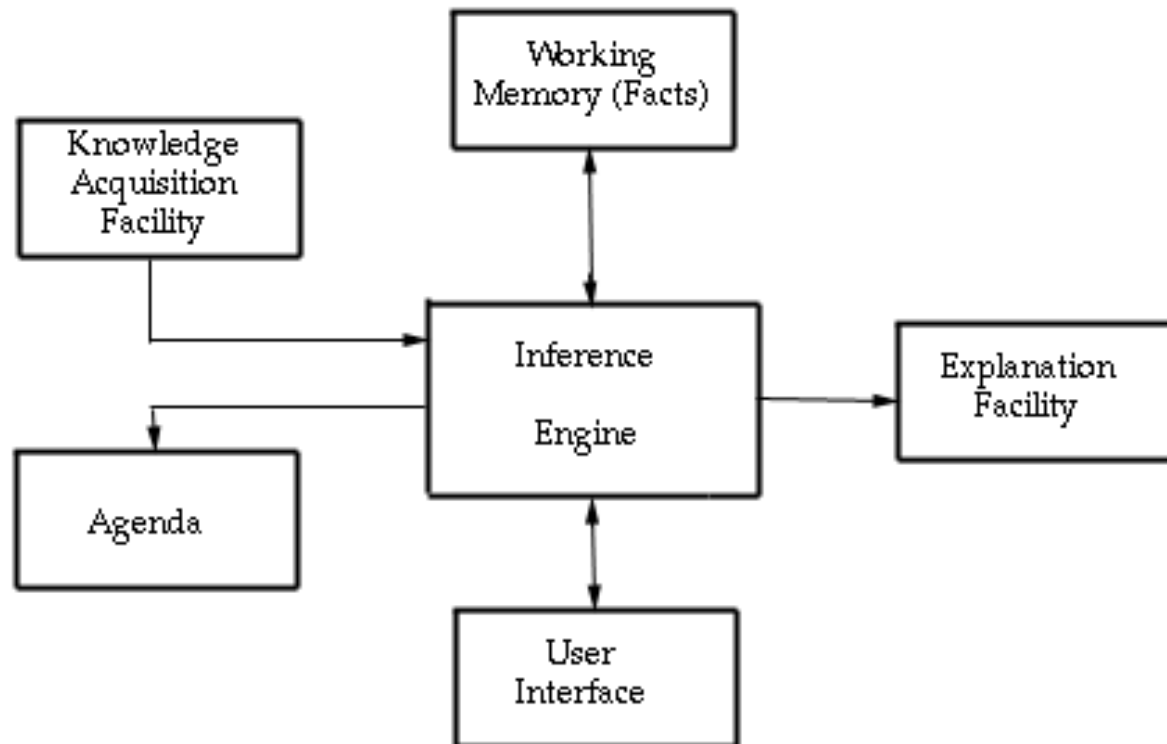 Working
Memory (Facts)
Knowledge
Acquisition
Facility
Inference
Engine
Explanation
Facility
Agenda
User
Interface